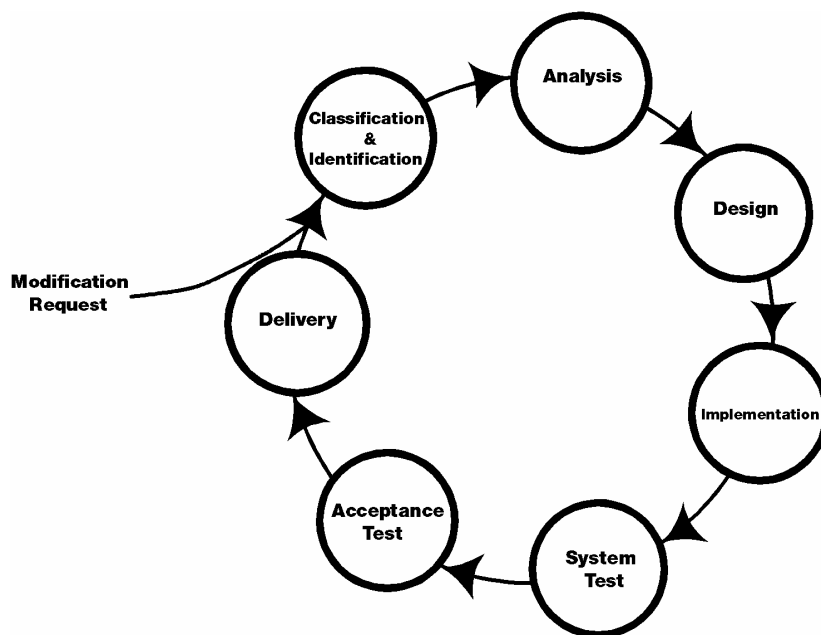 Modification
Request
Classification
&
Identification
Analysis
Design
Implementation
System
Test
Acceptance
Test
Delivery